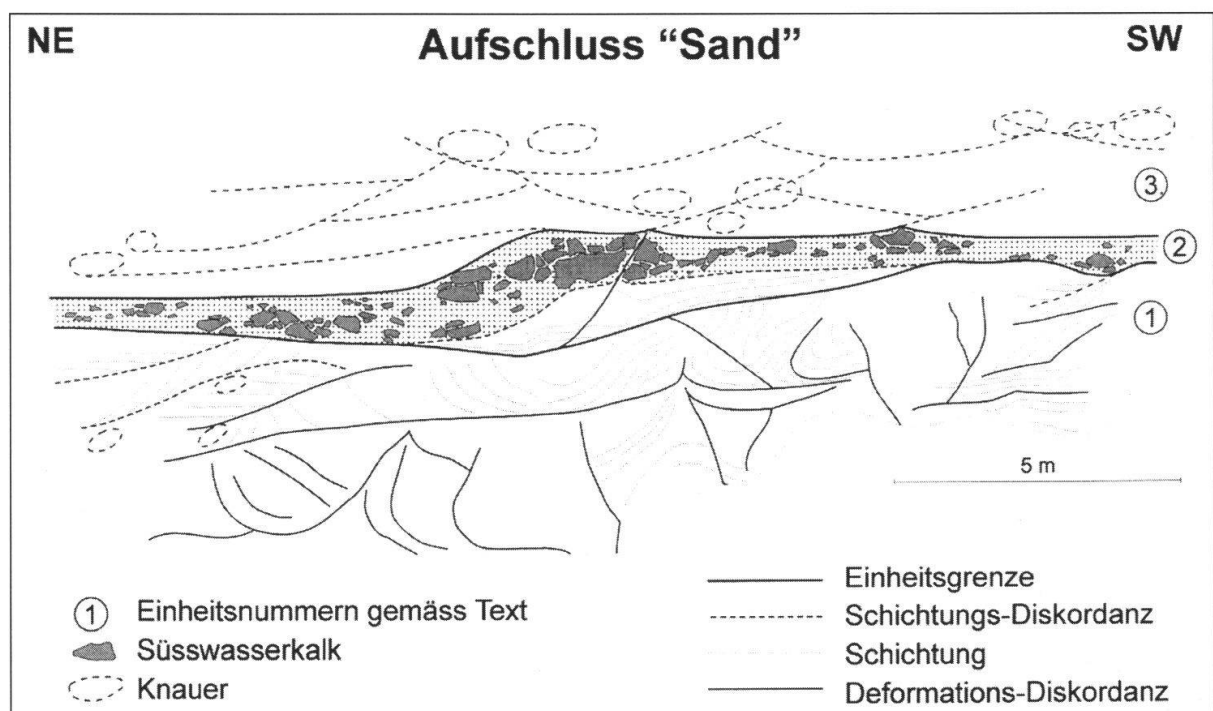 NE
Aufschluss “Sand”
SW
3
2
1
5 m
1 Einheitsnummern gemäss Text
Süsswasserkalk
Knauer
Einheitsgrenze
Schichtungs-Diskordanz
Schichtung
Deformations-Diskordanz